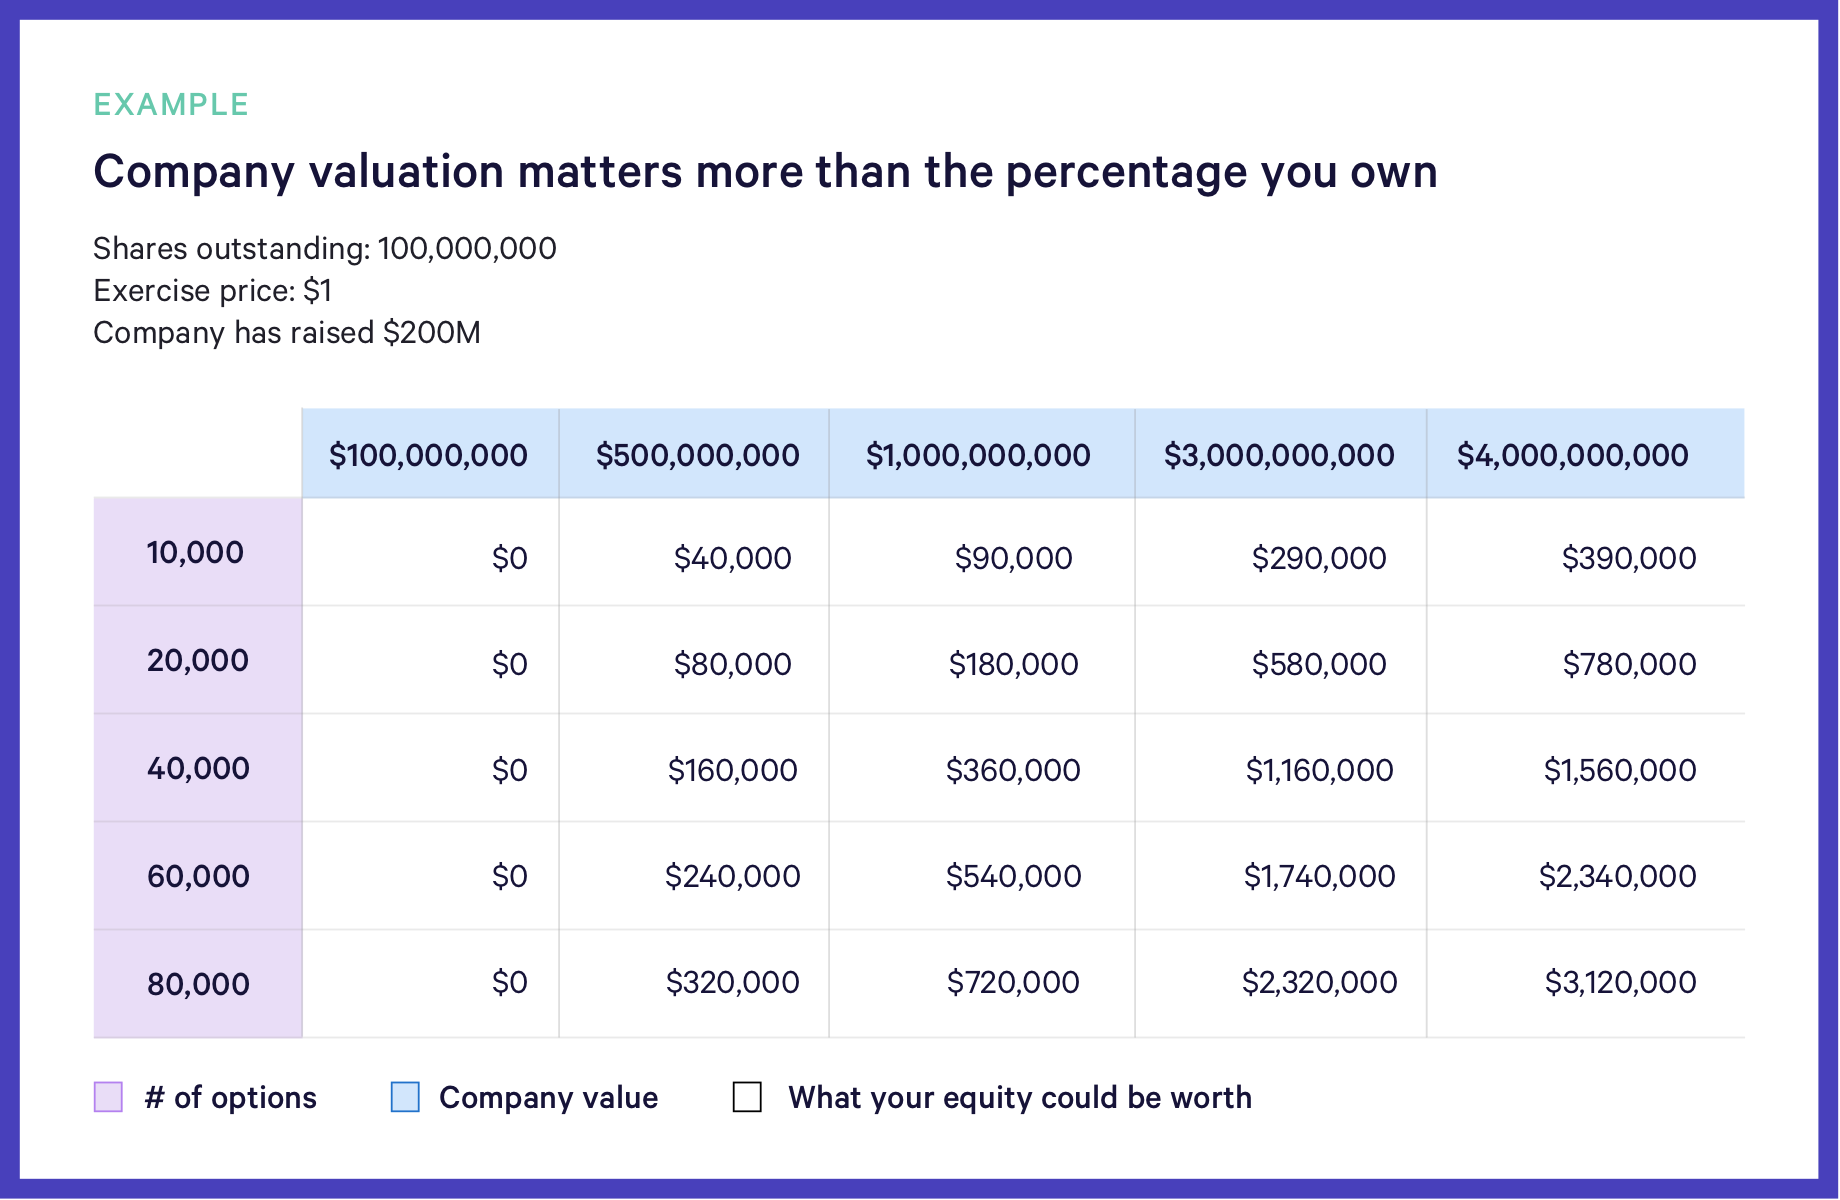 EXAMPLE
Company valuation matters more than the percentage you own
Shares outstanding: 100,000,000
Exercise price: $1
Company has raised $200M
$100,000,000 $500,000,000 $1,000,000,000 $3,000,000,000 $4,000,000,000
10,000 $0 $40,000 $90,000 $290,000 $390,000
20,000 $0 $80,000 $180,000 $580,000 $780,000
40,000 $0 $160,000 $360,000 $1,160,000 $1,560,000
60,000 $0 $240,000 $540,000 $1,740,000 $2,340,000
80,000 $0 $320,000 $720,000 $2,320,000 $3,120,000
# of options Company value What your equity could be worth